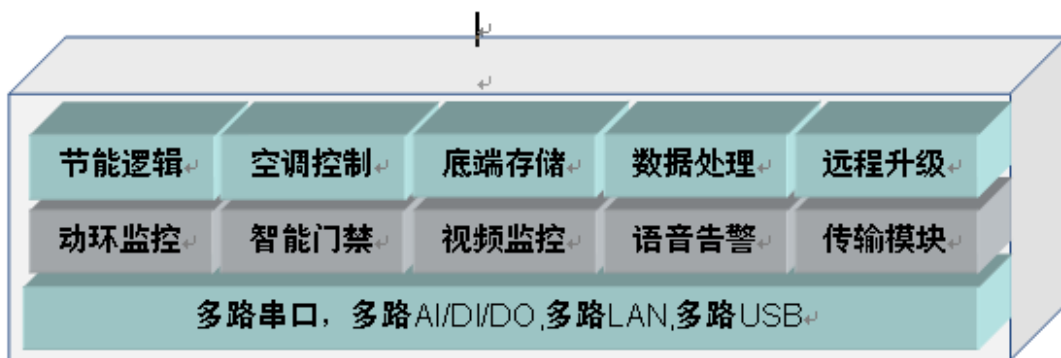 节能逻辑 空调控制 底端存储 数据处理 远程升级
动环监控 智能门禁 视频监控 语音告警 传输模块
多路串口，多路AI/DI/DO,多路LAN,多路USB